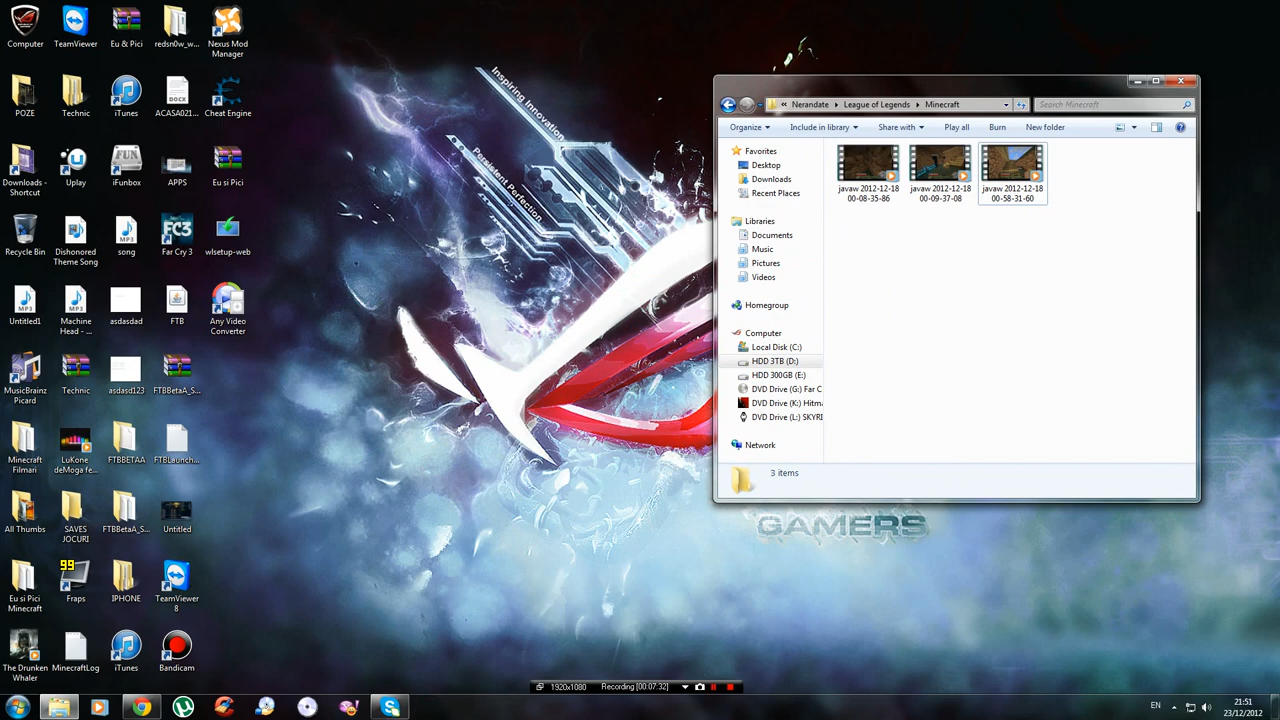 Computer
TeamViewer
Eu & Pici
redsn0w_w...
Nexus Mod Manager
POZE
Technic
iTunes
ACASA021...
Cheat Engine
Downloads - Shortcut
Uplay
iFunbox
APPS
Eu si Pici
Recycle Bin
Dishonored Theme Song
song
Far Cry 3
wlsetup-web
Untitled1
Machine Head - ...
asdasdad
FTB
Any Video Converter
MusicBrainz Picard
Technic
asdasd123
FTBBetaA_S...
Minecraft Filmari
LuKone deMoga fe...
FTBBETAA
FTBLaunch...
All Thumbs
SAVES JOCURI
FTBBetaA_S...
Untitled
99
Eu si Pici Minecraft
Fraps
IPHONE
TeamViewer 8
The Drunken Whaler
MinecraftLog
iTunes
Bandicam
Inspiring Innovation
Persistent Perfection
GAMERS
« Nerandate ▸ League of Legends ▸ Minecraft
Search Minecraft
Organize
Include in library
Share with
Play all
Burn
New folder
Favorites
Desktop
Downloads
Recent Places
Libraries
Documents
Music
Pictures
Videos
Homegroup
Computer
Local Disk (C:)
HDD 3TB (D:)
HDD 300GB (E:)
DVD Drive (G:) Far C
DVD Drive (K:) Hitm
DVD Drive (L:) SKYRI
Network
javaw 2012-12-18 00-08-35-86
javaw 2012-12-18 00-09-37-08
javaw 2012-12-18 00-58-31-60
3 items
1920x1080
Recording [00:07:32]
EN
21:51
23/12/2012